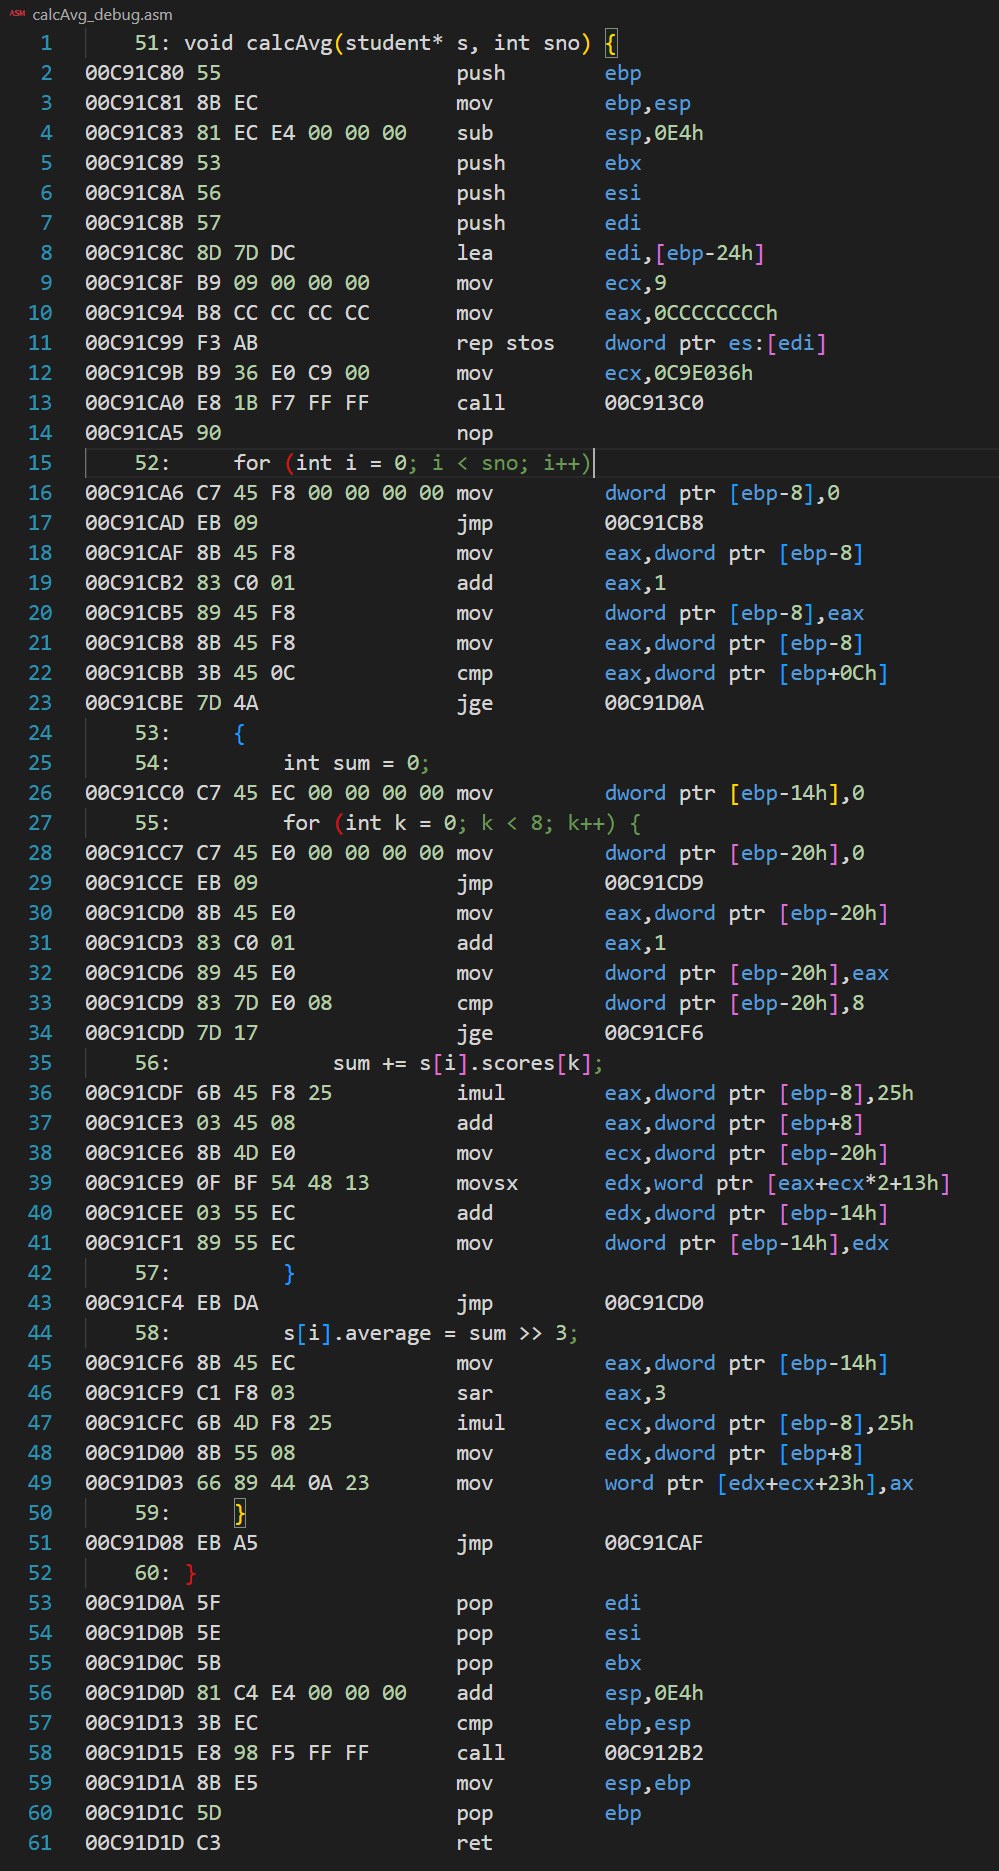 ASM calcAvg_debug.asm
1 51: void calcAvg(student* s, int sno) {
2 00C91C80 55 push ebp
3 00C91C81 8B EC mov ebp,esp
4 00C91C83 81 EC E4 00 00 00 sub esp,0E4h
5 00C91C89 53 push ebx
6 00C91C8A 56 push esi
7 00C91C8B 57 push edi
8 00C91C8C 8D 7D DC lea edi,[ebp-24h]
9 00C91C8F B9 09 00 00 00 mov ecx,9
10 00C91C94 B8 CC CC CC CC mov eax,0CCCCCCCCh
11 00C91C99 F3 AB rep stos dword ptr es:[edi]
12 00C91C9B B9 36 E0 C9 00 mov ecx,0C9E036h
13 00C91CA0 E8 1B F7 FF FF call 00C913C0
14 00C91CA5 90 nop
15 52: for (int i = 0; i < sno; i++)
16 00C91CA6 C7 45 F8 00 00 00 00 mov dword ptr [ebp-8],0
17 00C91CAD EB 09 jmp 00C91CB8
18 00C91CAF 8B 45 F8 mov eax,dword ptr [ebp-8]
19 00C91CB2 83 C0 01 add eax,1
20 00C91CB5 89 45 F8 mov dword ptr [ebp-8],eax
21 00C91CB8 8B 45 F8 mov eax,dword ptr [ebp-8]
22 00C91CBB 3B 45 0C cmp eax,dword ptr [ebp+0Ch]
23 00C91CBE 7D 4A jge 00C91D0A
24 53: {
25 54: int sum = 0;
26 00C91CC0 C7 45 EC 00 00 00 00 mov dword ptr [ebp-14h],0
27 55: for (int k = 0; k < 8; k++) {
28 00C91CC7 C7 45 E0 00 00 00 00 mov dword ptr [ebp-20h],0
29 00C91CCE EB 09 jmp 00C91CD9
30 00C91CD0 8B 45 E0 mov eax,dword ptr [ebp-20h]
31 00C91CD3 83 C0 01 add eax,1
32 00C91CD6 89 45 E0 mov dword ptr [ebp-20h],eax
33 00C91CD9 83 7D E0 08 cmp dword ptr [ebp-20h],8
34 00C91CDD 7D 17 jge 00C91CF6
35 56: sum += s[i].scores[k];
36 00C91CDF 6B 45 F8 25 imul eax,dword ptr [ebp-8],25h
37 00C91CE3 03 45 08 add eax,dword ptr [ebp+8]
38 00C91CE6 8B 4D E0 mov ecx,dword ptr [ebp-20h]
39 00C91CE9 0F BF 54 48 13 movsx edx,word ptr [eax+ecx*2+13h]
40 00C91CEE 03 55 EC add edx,dword ptr [ebp-14h]
41 00C91CF1 89 55 EC mov dword ptr [ebp-14h],edx
42 57: }
43 00C91CF4 EB DA jmp 00C91CD0
44 58: s[i].average = sum >> 3;
45 00C91CF6 8B 45 EC mov eax,dword ptr [ebp-14h]
46 00C91CF9 C1 F8 03 sar eax,3
47 00C91CFC 6B 4D F8 25 imul ecx,dword ptr [ebp-8],25h
48 00C91D00 8B 55 08 mov edx,dword ptr [ebp+8]
49 00C91D03 66 89 44 0A 23 mov word ptr [edx+ecx+23h],ax
50 59: }
51 00C91D08 EB A5 jmp 00C91CAF
52 60: }
53 00C91D0A 5F pop edi
54 00C91D0B 5E pop esi
55 00C91D0C 5B pop ebx
56 00C91D0D 81 C4 E4 00 00 00 add esp,0E4h
57 00C91D13 3B EC cmp ebp,esp
58 00C91D15 E8 98 F5 FF FF call 00C912B2
59 00C91D1A 8B E5 mov esp,ebp
60 00C91D1C 5D pop ebp
61 00C91D1D C3 ret